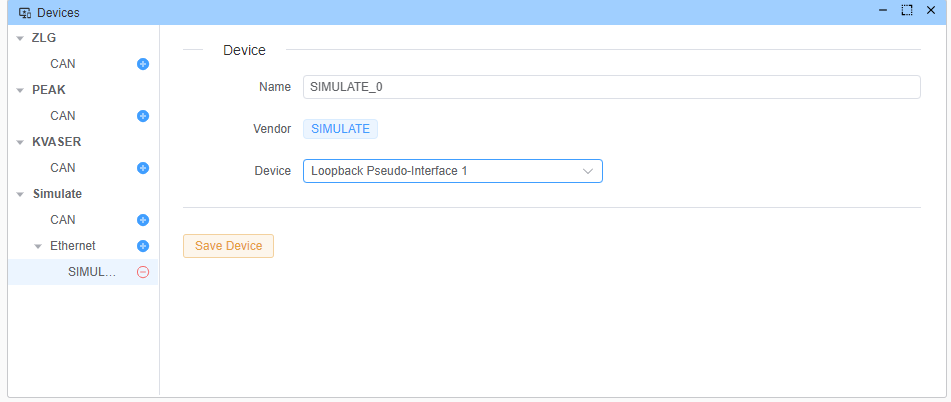 Devices
ZLG
CAN
PEAK
CAN
KVASER
CAN
Simulate
CAN
Ethernet
SIMUL...
Device
Name SIMULATE_0
Vendor SIMULATE
Device Loopback Pseudo-Interface 1
Save Device